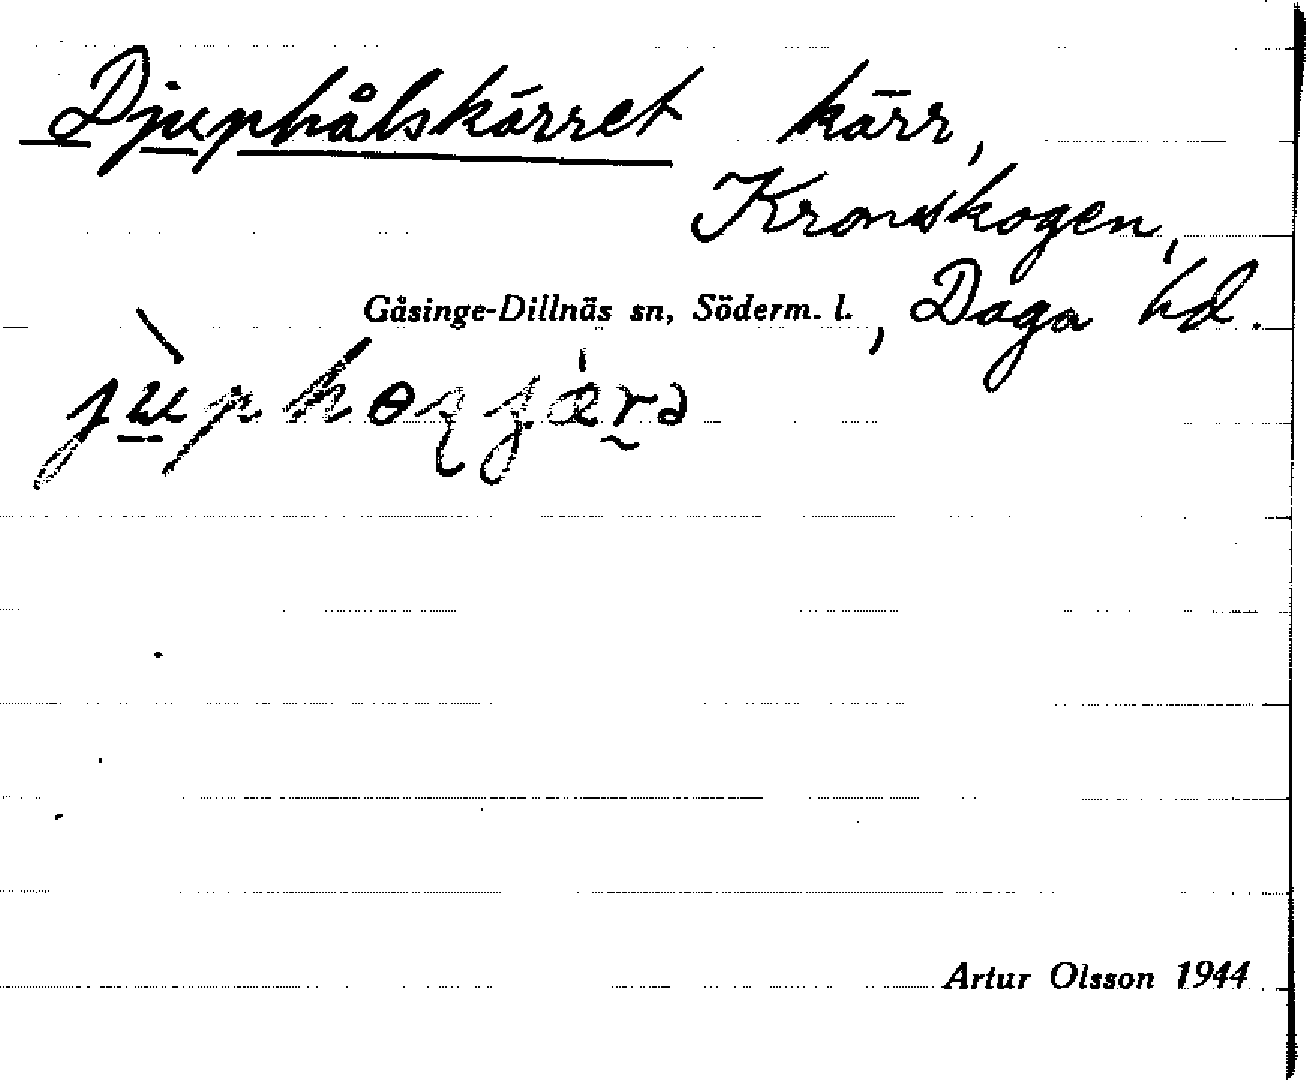 Djuphålskärret kärr,
Kronskogen,
Gåsinge-Dillnäs sn, Söderm. l., Daga hd.
Artur Olsson 1944